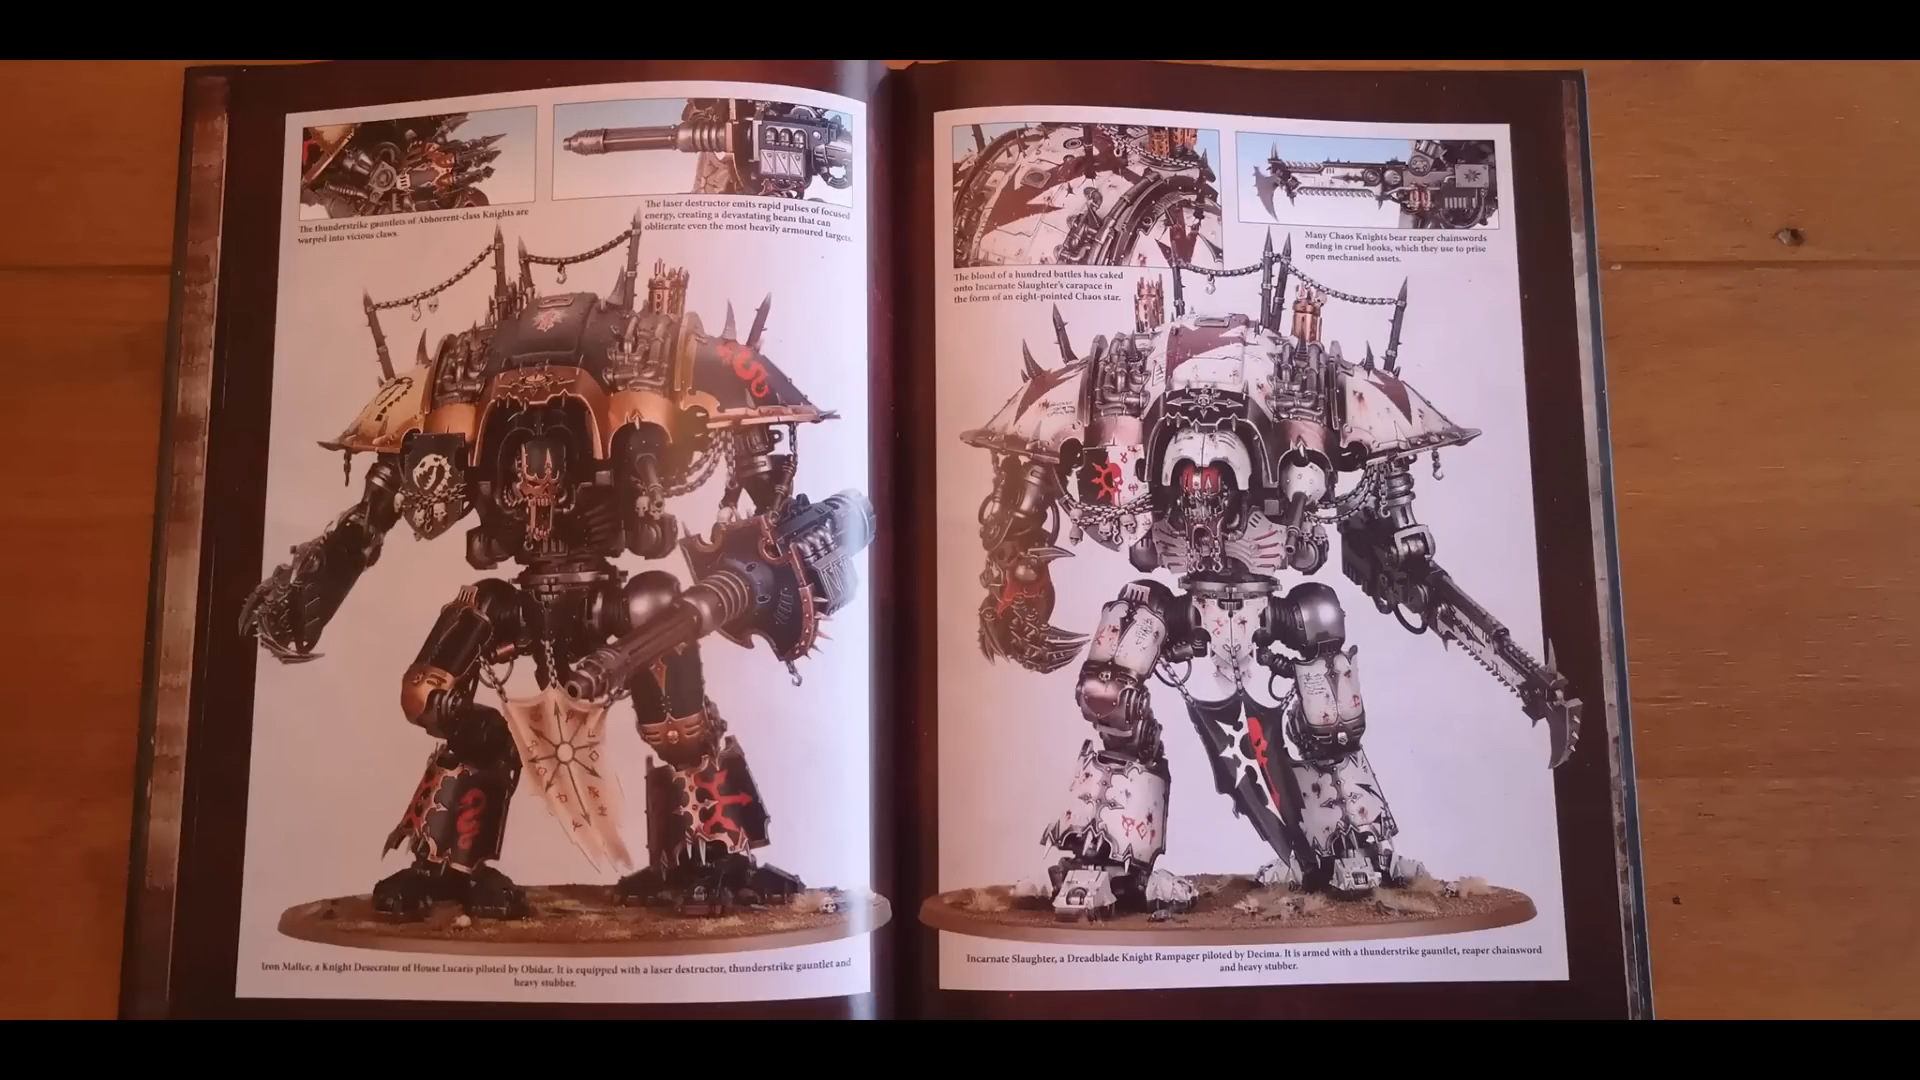 The thunderstrike gauntlets of Abhorrent-class Knights are
warped into vicious claws.
The laser destructor emits rapid pulses of focused
energy, creating a devastating beam that can
obliterate even the most heavily armoured targets.
Iron Malice, a Knight Desecrator of House Lucaris piloted by Obidar. It is equipped with a laser destructor, thunderstrike gauntlet and
heavy stubber.
The blood of a hundred battles has caked
onto Incarnate Slaughter's carapace in
the form of an eight-pointed Chaos star.
Many Chaos Knights bear reaper chainswords
ending in cruel hooks, which they use to prise
open mechanised assets.
Incarnate Slaughter, a Dreadblade Knight Rampager piloted by Decima. It is armed with a thunderstrike gauntlet, reaper chainsword
and heavy stubber.